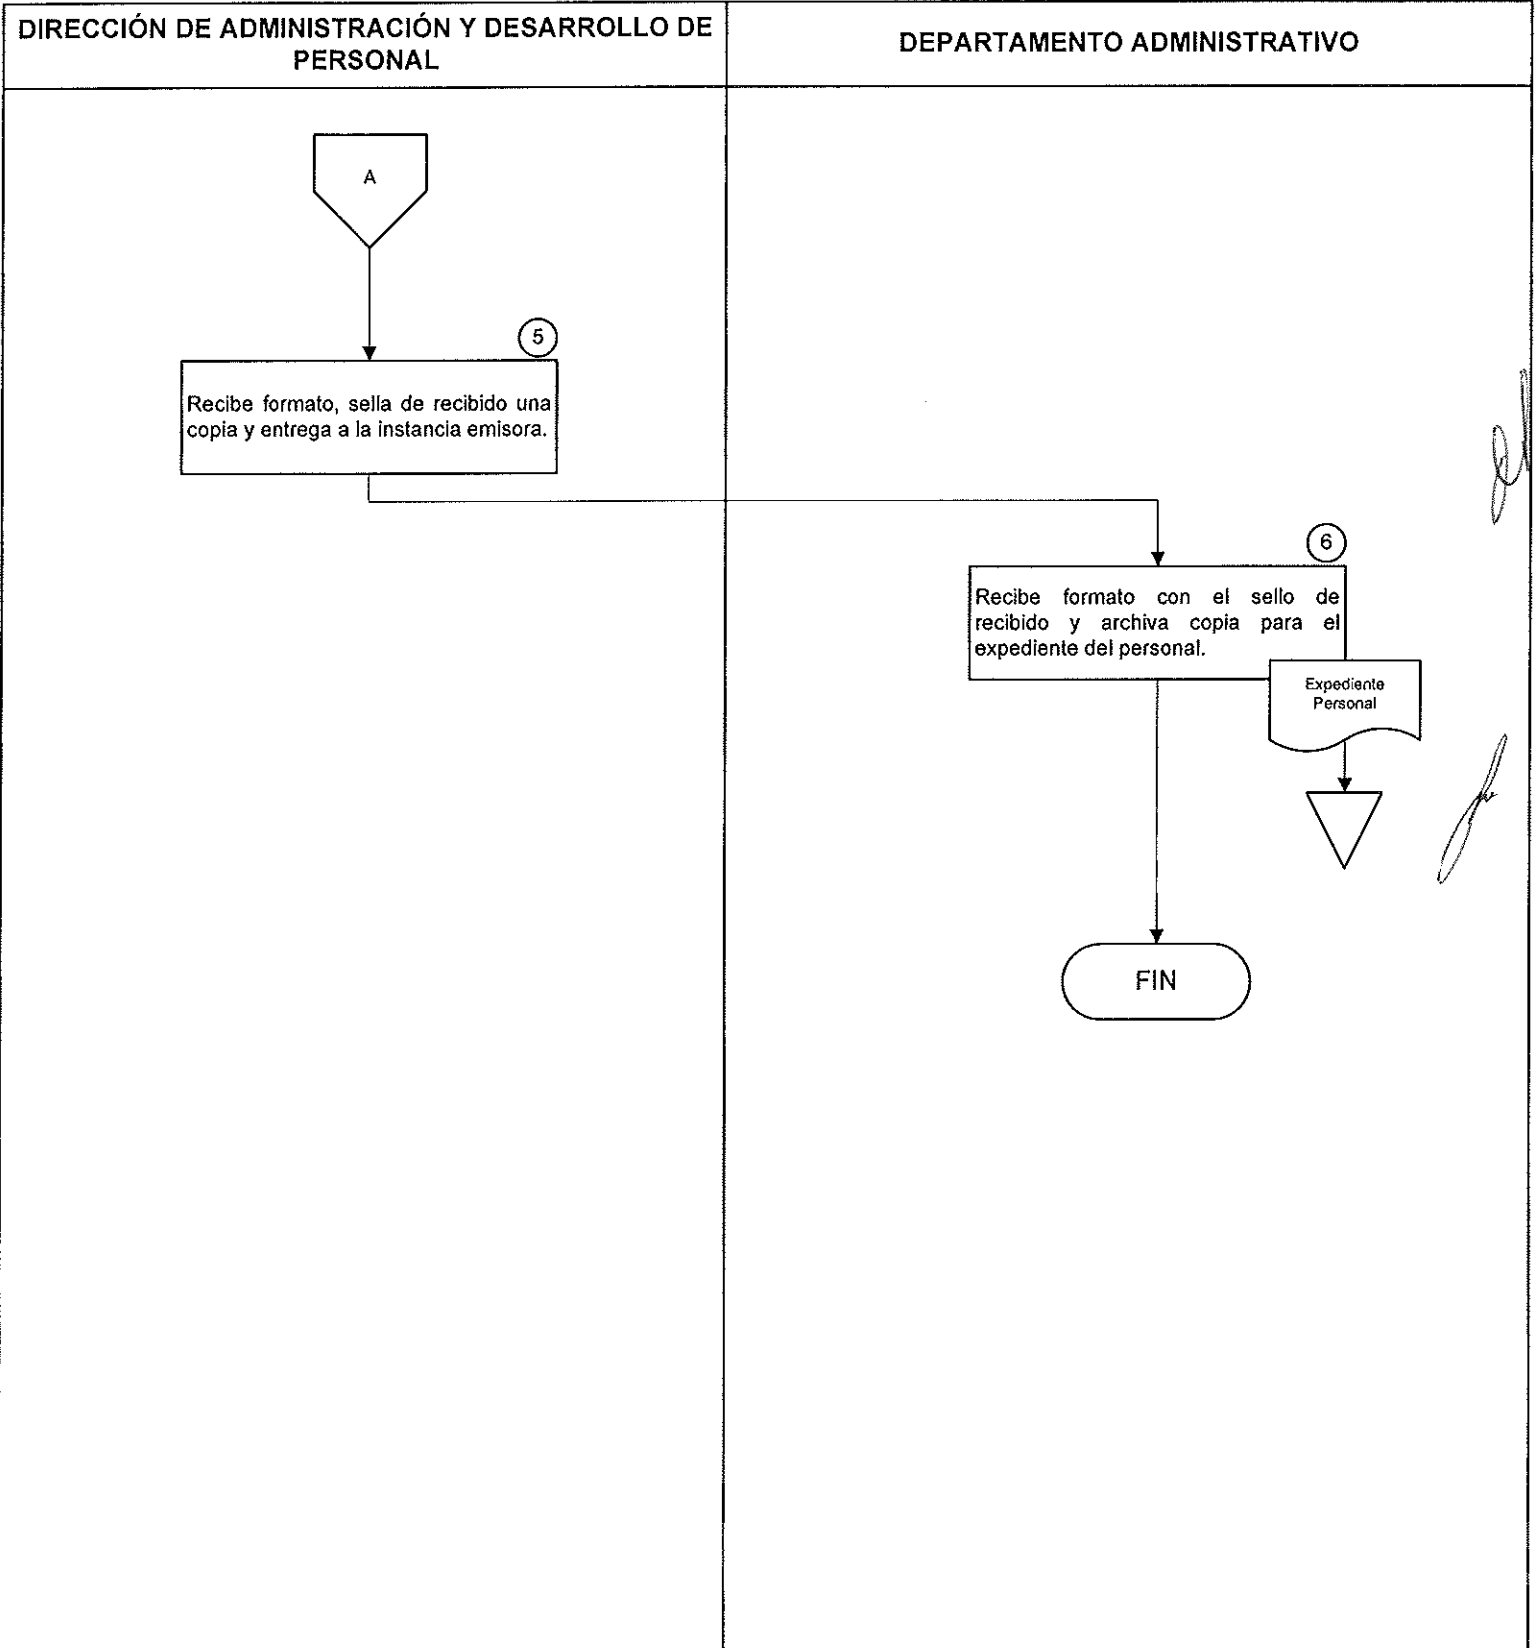 DIRECCIÓN DE ADMINISTRACIÓN Y DESARROLLO DE
PERSONAL
DEPARTAMENTO ADMINISTRATIVO
A
5
Recibe formato, sella de recibido una
copia y entrega a la instancia emisora.
6
Recibe formato con el sello de
recibido y archiva copia para el
expediente del personal.
Expediente
Personal
FIN